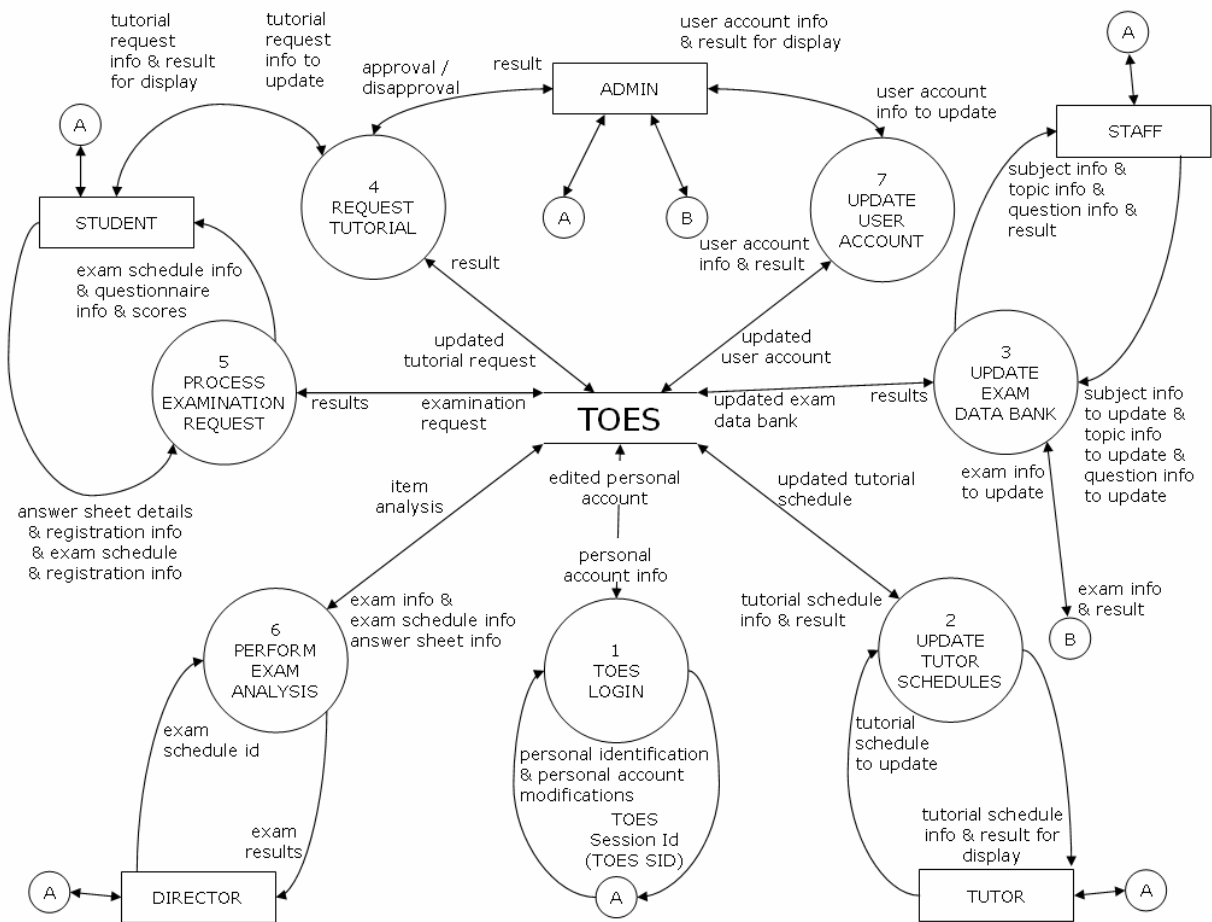 tutorial
request
info & result
for display
tutorial
request
info to
update
approval /
disapproval
result
ADMIN
user account info
& result for display
user account
info to update
A
STAFF
A
STUDENT
4
REQUEST
TUTORIAL
A
B
7
UPDATE
USER
ACCOUNT
subject info &
topic info &
question info &
result
exam schedule info
& questionnaire
info & scores
result
user account
info & result
updated
tutorial request
updated
user account
5
PROCESS
EXAMINATION
REQUEST
results
examination
request
TOES
updated exam
data bank
results
3
UPDATE
EXAM
DATA BANK
subject info
to update &
topic info
to update &
question info
to update
answer sheet details
& registration info
& exam schedule
& registration info
item
analysis
edited personal
account
updated tutorial
schedule
exam info
to update
personal
account info
exam info &
exam schedule info
answer sheet info
tutorial schedule
info & result
exam info
& result
B
6
PERFORM
EXAM
ANALYSIS
1
TOES
LOGIN
2
UPDATE
TUTOR
SCHEDULES
exam
schedule id
personal identification
& personal account
modifications
tutorial
schedule
to update
exam
results
TOES
Session Id
(TOES SID)
tutorial schedule
info & result for
display
A
DIRECTOR
A
TUTOR
A